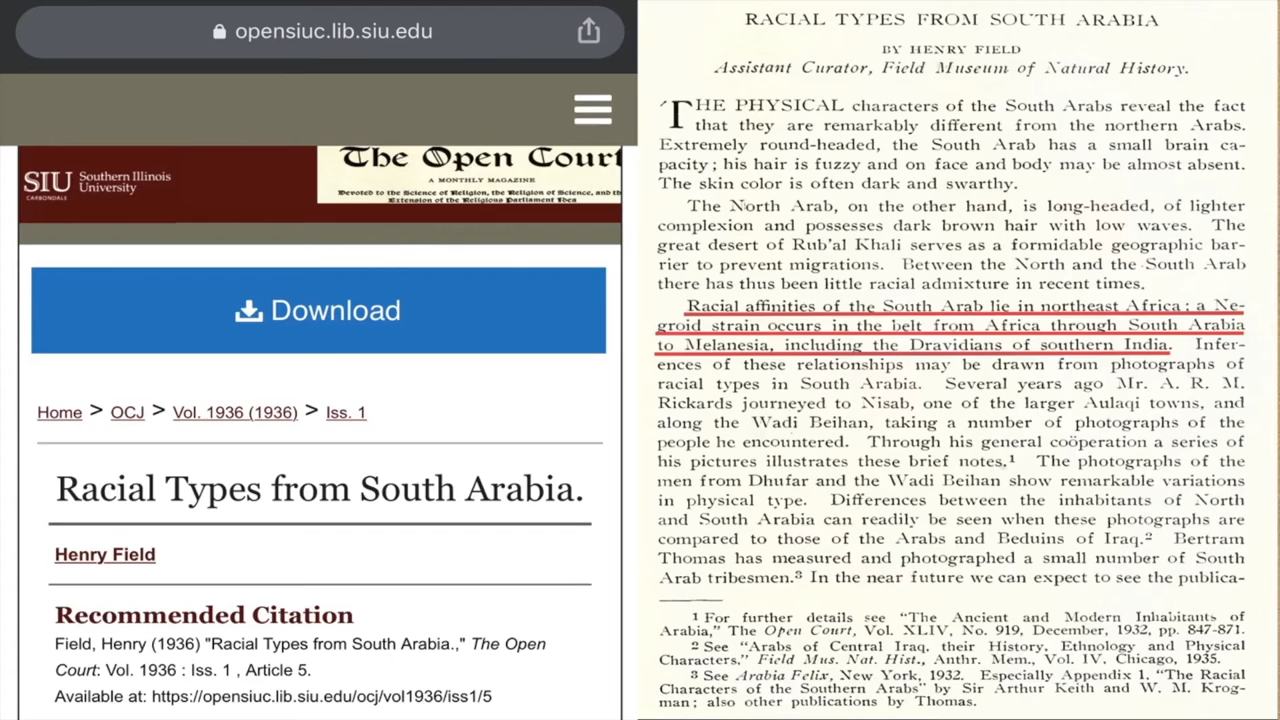 opensiuc.lib.siu.edu
SIU
CARBONDALE
Southern Illinois
University
The Open Court
A MONTHLY MAGAZINE
Devoted to the Science of Religion, the Religion of Science, and th
Extension of the Religious Parliament Idea
Download
Home > OCJ > Vol. 1936 (1936) > Iss. 1
Racial Types from South Arabia.
Henry Field
Recommended Citation
Field, Henry (1936) "Racial Types from South Arabia.," The Open
Court: Vol. 1936 : Iss. 1 , Article 5.
Available at: https://opensiuc.lib.siu.edu/ocj/vol1936/iss1/5
RACIAL TYPES FROM SOUTH ARABIA
BY HENRY FIELD
Assistant Curator, Field Museum of Natural History.
THE PHYSICAL characters of the South Arabs reveal the fact
that they are remarkably different from the northern Arabs.
Extremely round-headed, the South Arab has a small brain ca-
pacity; his hair is fuzzy and on face and body may be almost absent.
The skin color is often dark and swarthy.
The North Arab, on the other hand, is long-headed, of lighter
complexion and possesses dark brown hair with low waves. The
great desert of Rub'al Khali serves as a formidable geographic bar-
rier to prevent migrations. Between the North and the South Arab
there has thus been little racial admixture in recent times.
Racial affinities of the South Arab lie in northeast Africa; a Ne-
groid strain occurs in the belt from Africa through South Arabia
to Melanesia, including the Dravidians of southern India. Infer-
ences of these relationships may be drawn from photographs of
racial types in South Arabia. Several years ago Mr. A. R. M.
Rickards journeyed to Nisab, one of the larger Aulaqi towns, and
along the Wadi Beihan, taking a number of photographs of the
people he encountered. Through his general coöperation a series of
his pictures illustrates these brief notes.1 The photographs of the
men from Dhufar and the Wadi Beihan show remarkable variations
in physical type. Differences between the inhabitants of North
and South Arabia can readily be seen when these photographs are
compared to those of the Arabs and Beduins of Iraq.2 Bertram
Thomas has measured and photographed a small number of South
Arab tribesmen.3 In the near future we can expect to see the publica-
1 For further details see "The Ancient and Modern Inhabitants of
Arabia," The Open Court, Vol. XLIV, No. 919, December, 1932, pp. 847-871.
2 See "Arabs of Central Iraq, their History, Ethnology and Physical
Characters," Field Mus. Nat. Hist., Anthr. Mem., Vol. IV. Chicago, 1935.
3 See Arabia Felix, New York, 1932. Especially Appendix 1, "The Racial
Characters of the Southern Arabs" by Sir Arthur Keith and W. M. Krog-
man; also other publications by Thomas.